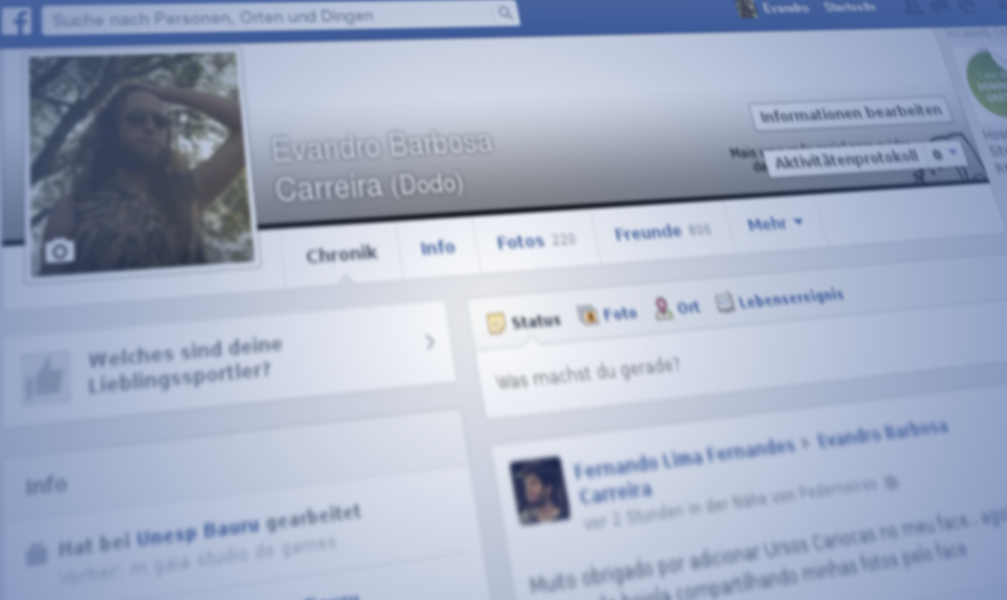 f
Suche nach Personen, Orten und Dingen
Evandro Startseite
Evandro Barbosa
Carreira (Dodo)
Informationen bearbeiten
Mais
Aktivitätenprotokoll
Chronik Info Fotos 220 Freunde 806 Mehr
Welches sind deine
Lieblingssportler?
Status Foto Ort Lebensereignis
Was machst du gerade?
Info
Hat bei Unesp Bauru gearbeitet
Vorher: m.gaia studio de games
Bauru
Fernando Lima Fernandes Evandro Barbosa
Carreira
vor 2 Stunden in der Nähe von Pederneiras
Muito obrigado por adicionar Ursos Cariocas no meu face..
compartilhando minhas fotos pelo face